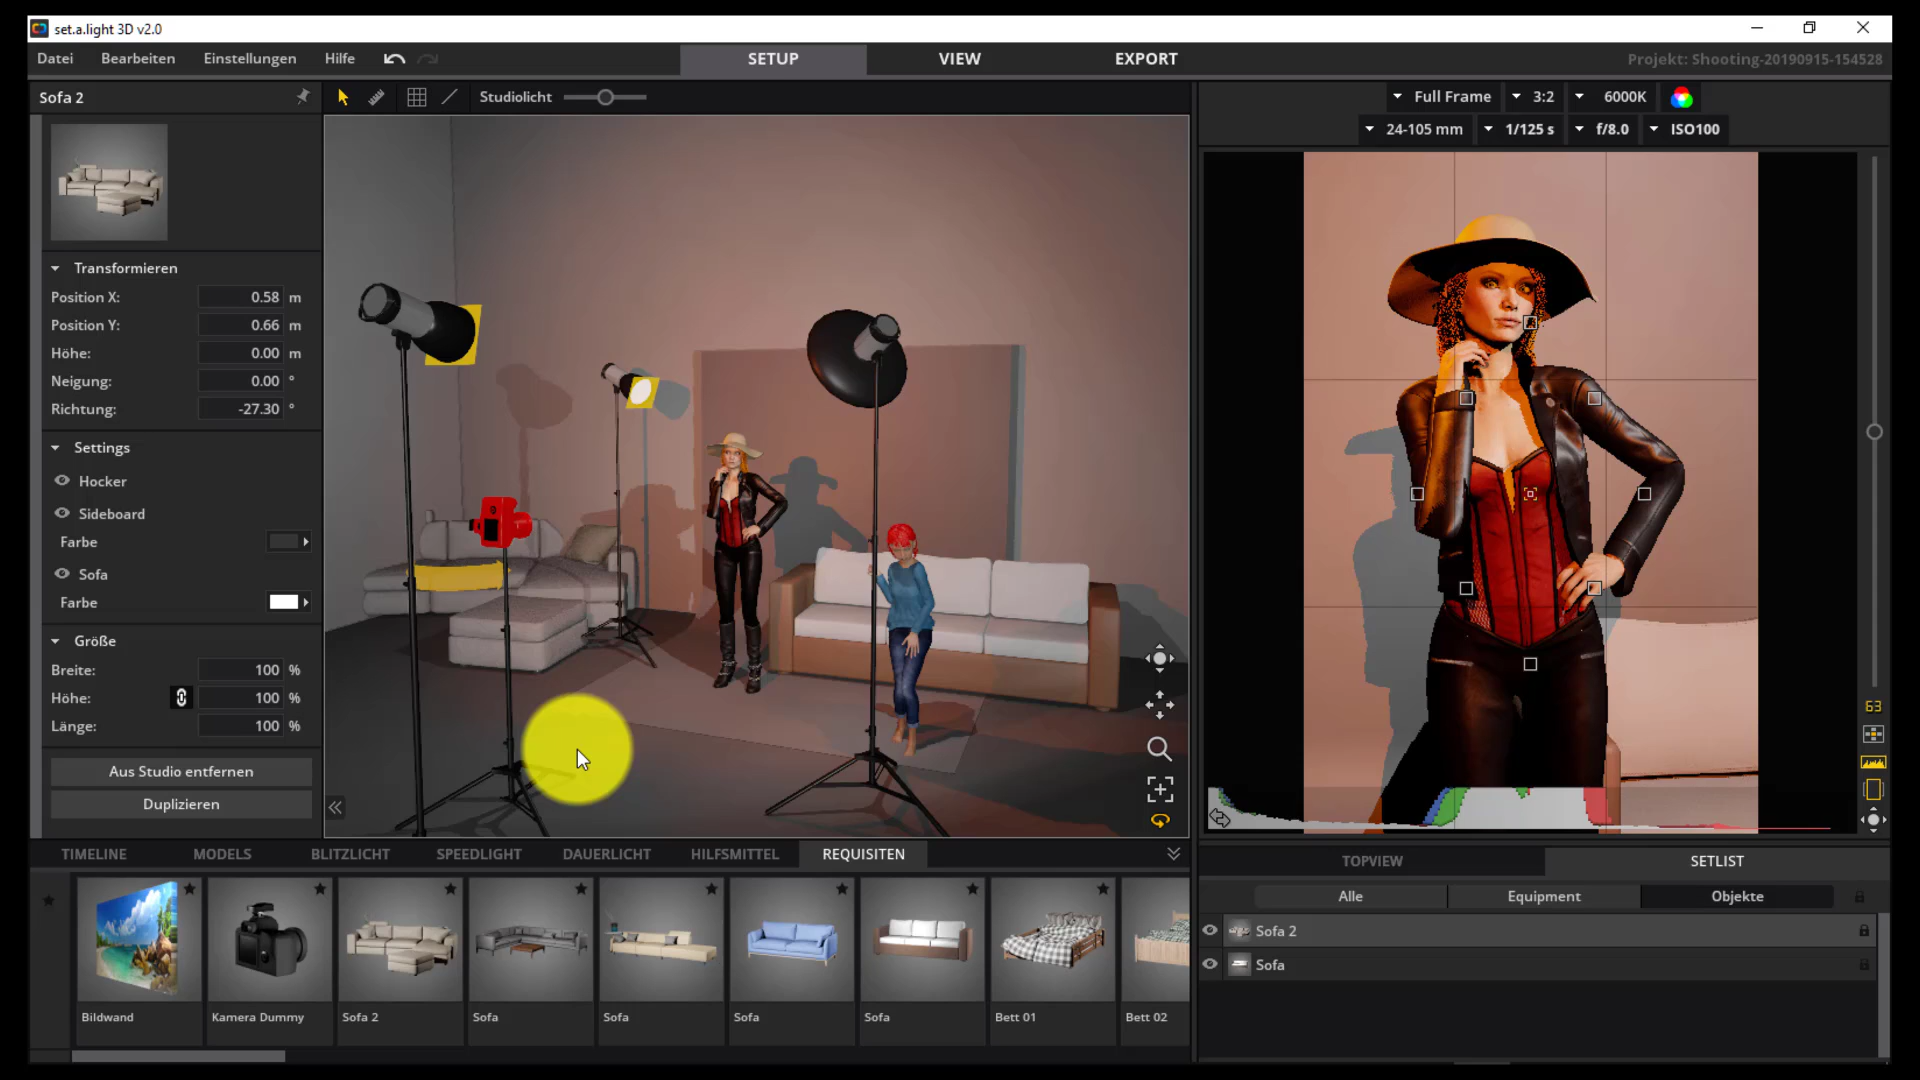 set.a.light 3D v2.0
Datei Bearbeiten Einstellungen Hilfe SETUP VIEW EXPORT Projekt: Shooting-20190915-154528
Sofa 2
Studiolicht
Full Frame 3:2 6000K
24-105 mm 1/125 s f/8.0 ISO100
Transformieren
Position X: 0.58 m
Position Y: 0.66 m
Höhe: 0.00 m
Neigung: 0.00 °
Richtung: -27.30 °
Settings
Hocker
Sideboard
Farbe
Sofa
Farbe
Größe
Breite: 100 %
Höhe: 100 %
Länge: 100 %
Aus Studio entfernen
Duplizieren
63
TIMELINE MODELS BLITZLICHT SPEEDLIGHT DAUERLICHT HILFSMITTEL REQUISITEN
Bildwand Kamera Dummy Sofa 2 Sofa Sofa Sofa Sofa Bett 01 Bett 02
TOPVIEW SETLIST
Alle Equipment Objekte
Sofa 2
Sofa